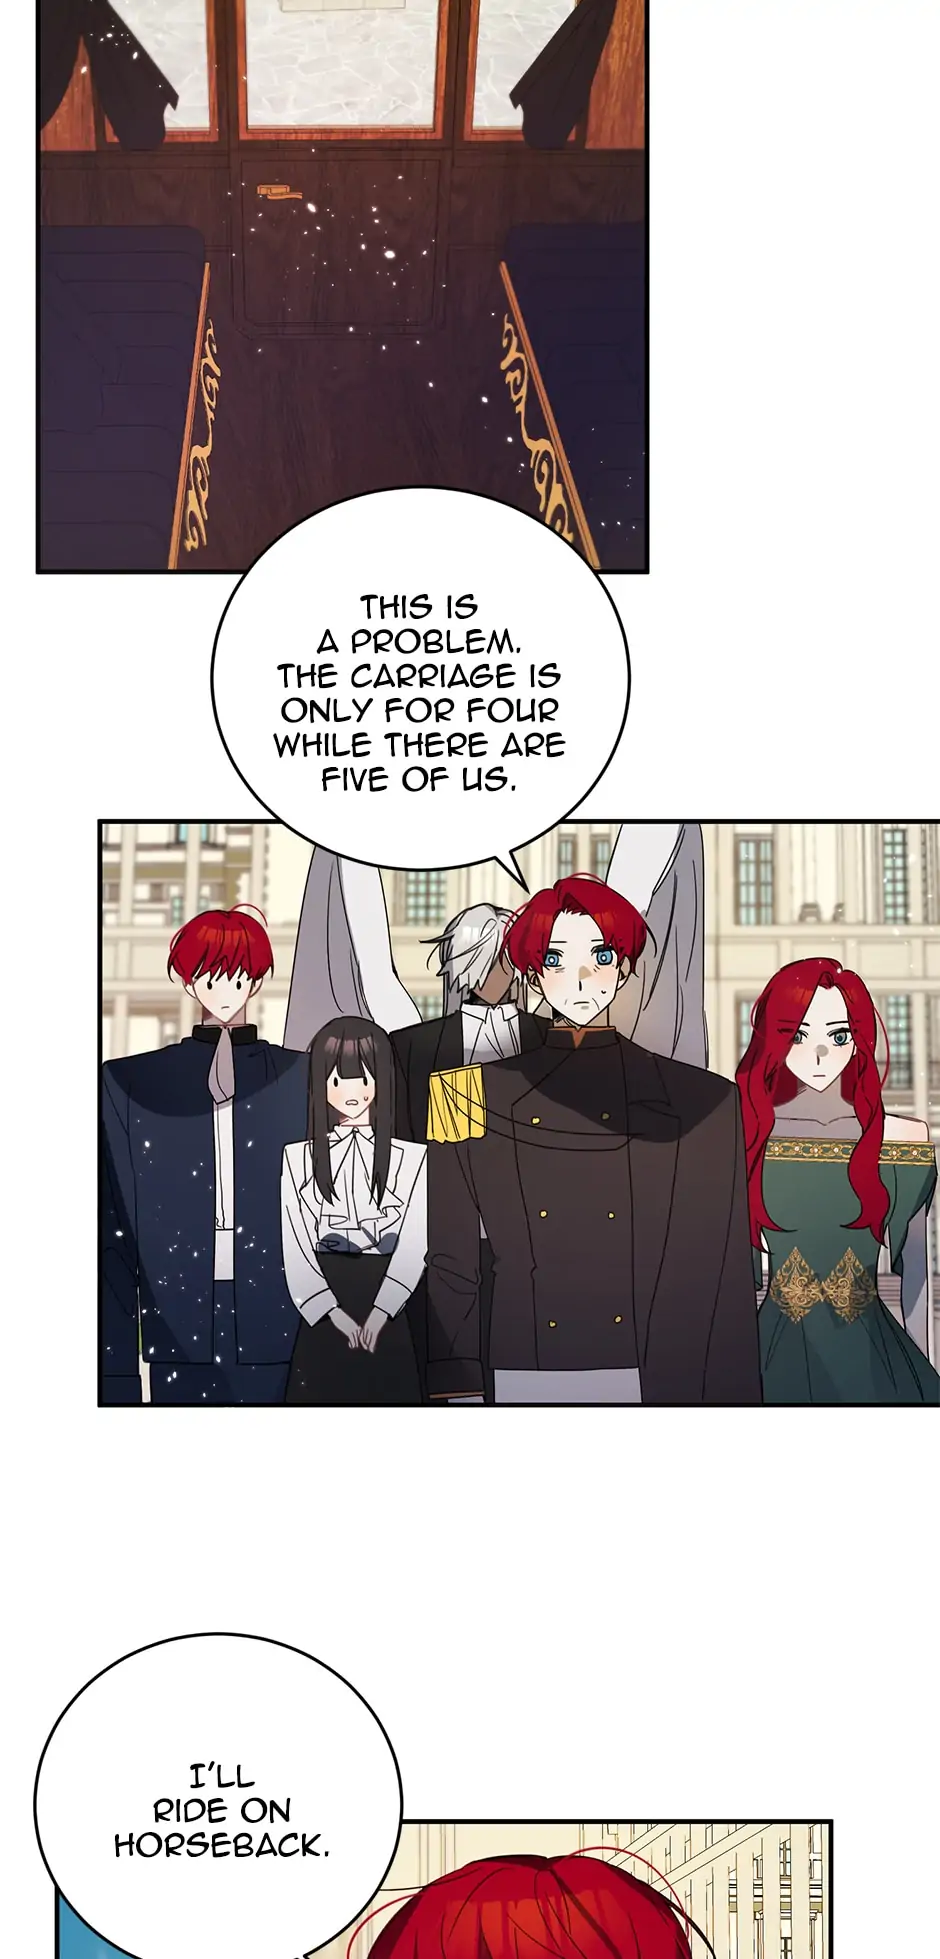 THIS IS
A PROBLEM.
THE CARRIAGE IS
ONLY FOR FOUR
WHILE THERE ARE
FIVE OF US.
I'LL
RIDE ON
HORSEBACK.